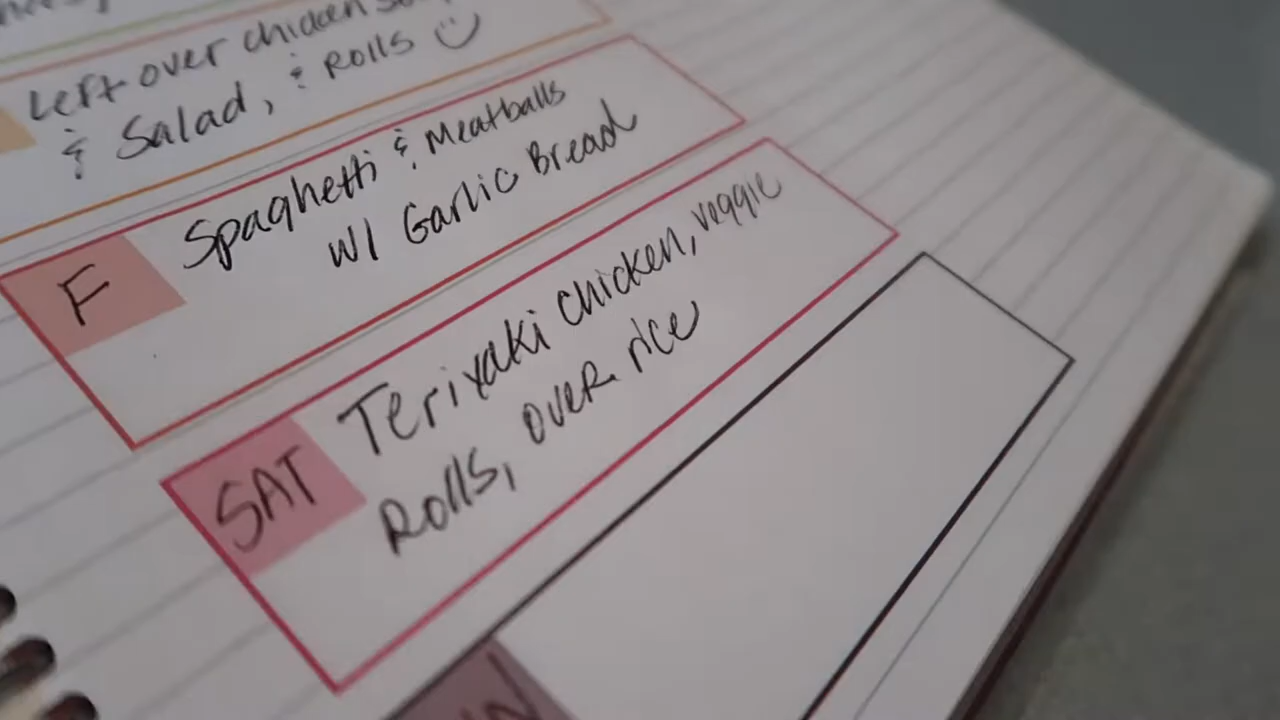 Left over chicken
& Salad, & Rolls
F
Spaghetti & Meatballs
w/ Garlic Bread
SAT
Teriyaki chicken, veggie
Rolls, over rice